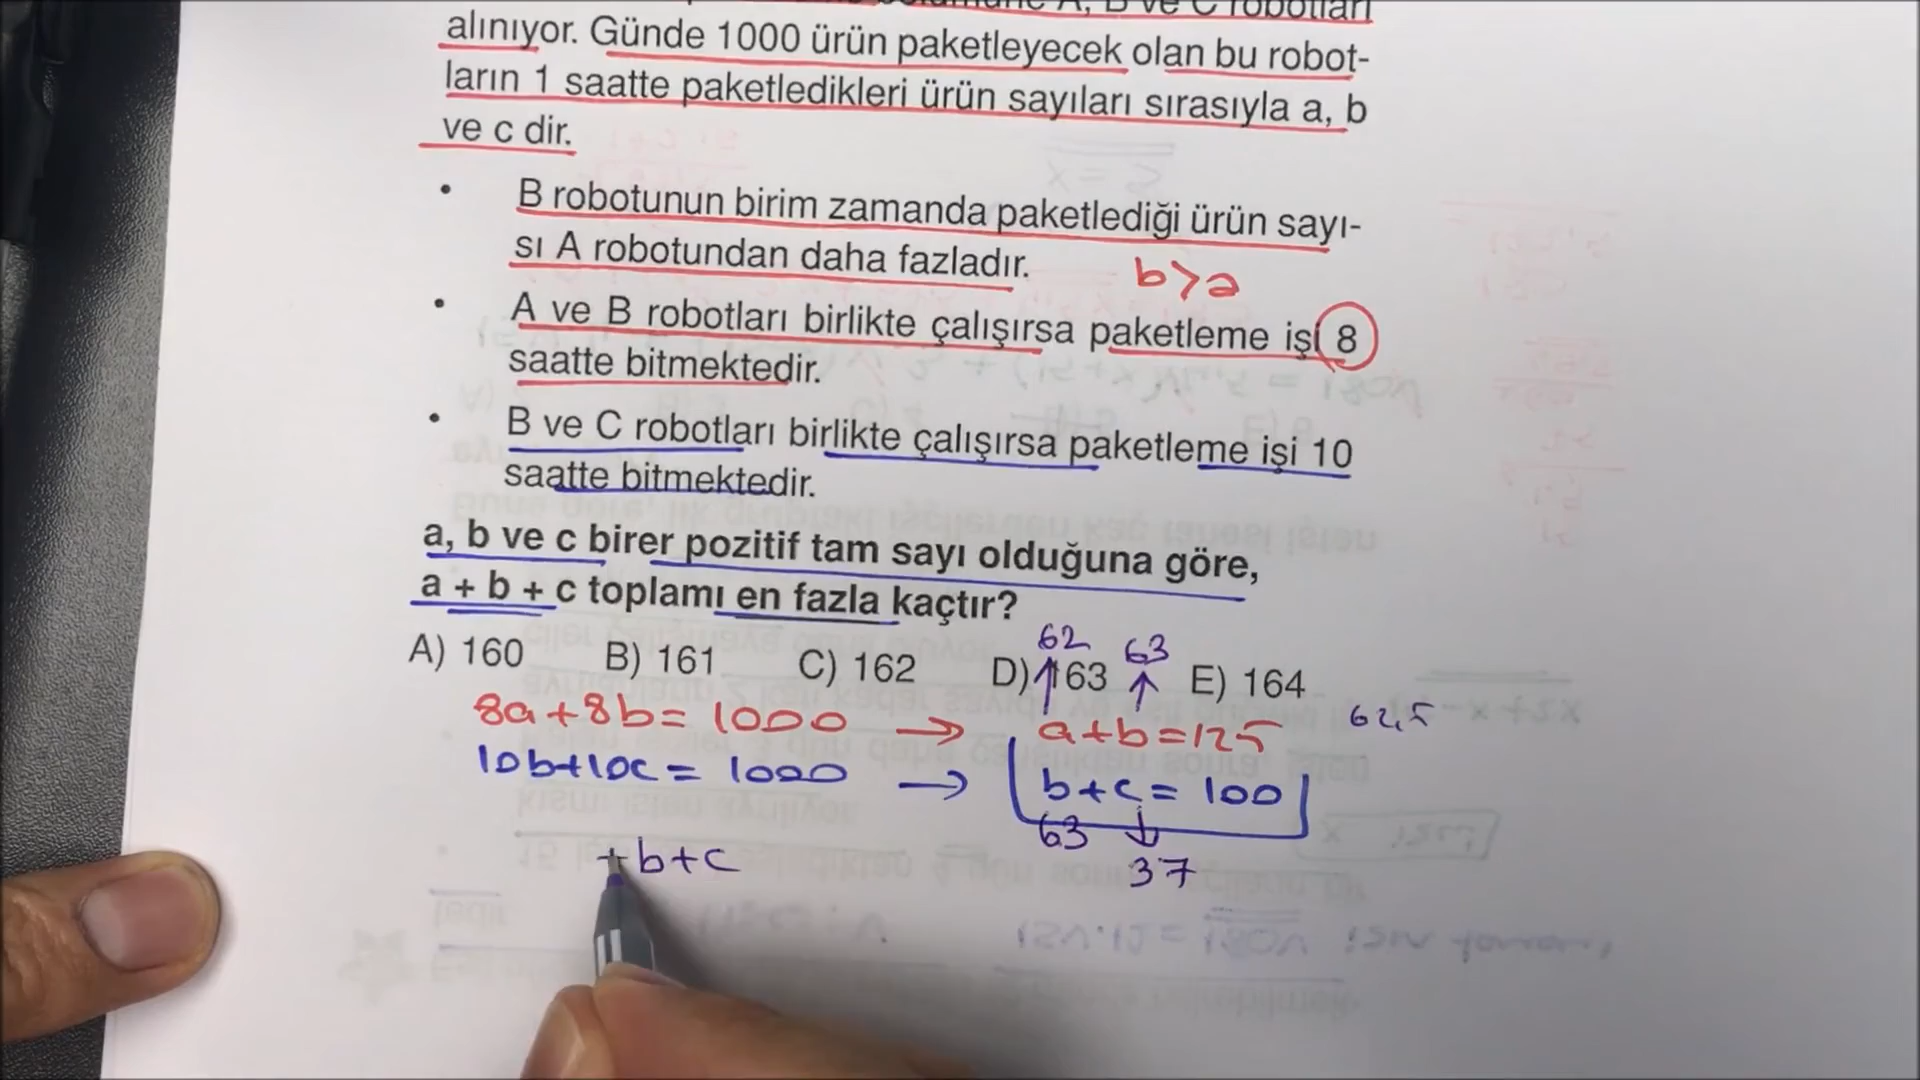 A, B ve C robotları
alınıyor. Günde 1000 ürün paketleyecek olan bu robot-
ların 1 saatte paketledikleri ürün sayıları sırasıyla a, b
ve c dir.
• B robotunun birim zamanda paketlediği ürün sayı-
sı A robotundan daha fazladır. b>a
• A ve B robotları birlikte çalışırsa paketleme işi 8
saatte bitmektedir.
• B ve C robotları birlikte çalışırsa paketleme işi 10
saatte bitmektedir.
a, b ve c birer pozitif tam sayı olduğuna göre,
a + b + c toplamı en fazla kaçtır?
62 63
A) 160 B) 161 C) 162 D) 163 E) 164
8a+8b= 1000 → a+b=125 62,5
10b+10c= 1000 → b+c= 100
63 ↓
+b+c 37